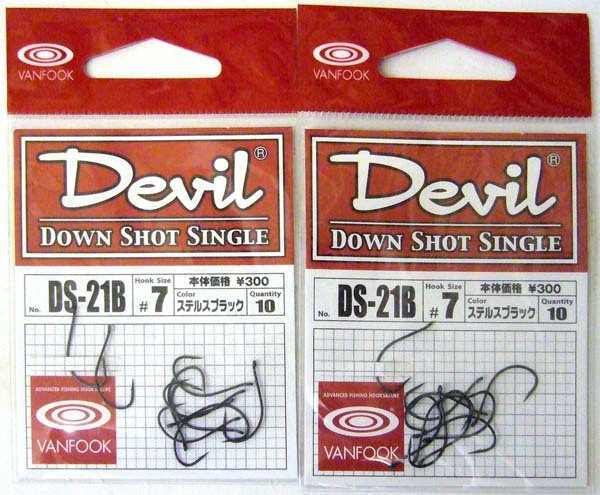 VANFOOK
Devil®
DOWN SHOT SINGLE
No. DS-21B Hook Size #7 本体価格 ¥300 Color ステルスブラック Quantity 10
ADVANCED FISHING HOOKS&LURE
VANFOOK
VANFOOK
Devil®
DOWN SHOT SINGLE
No. DS-21B Hook Size #7 本体価格 ¥300 Color ステルスブラック Quantity 10
ADVANCED FISHING HOOKS&LURE
VANFOOK